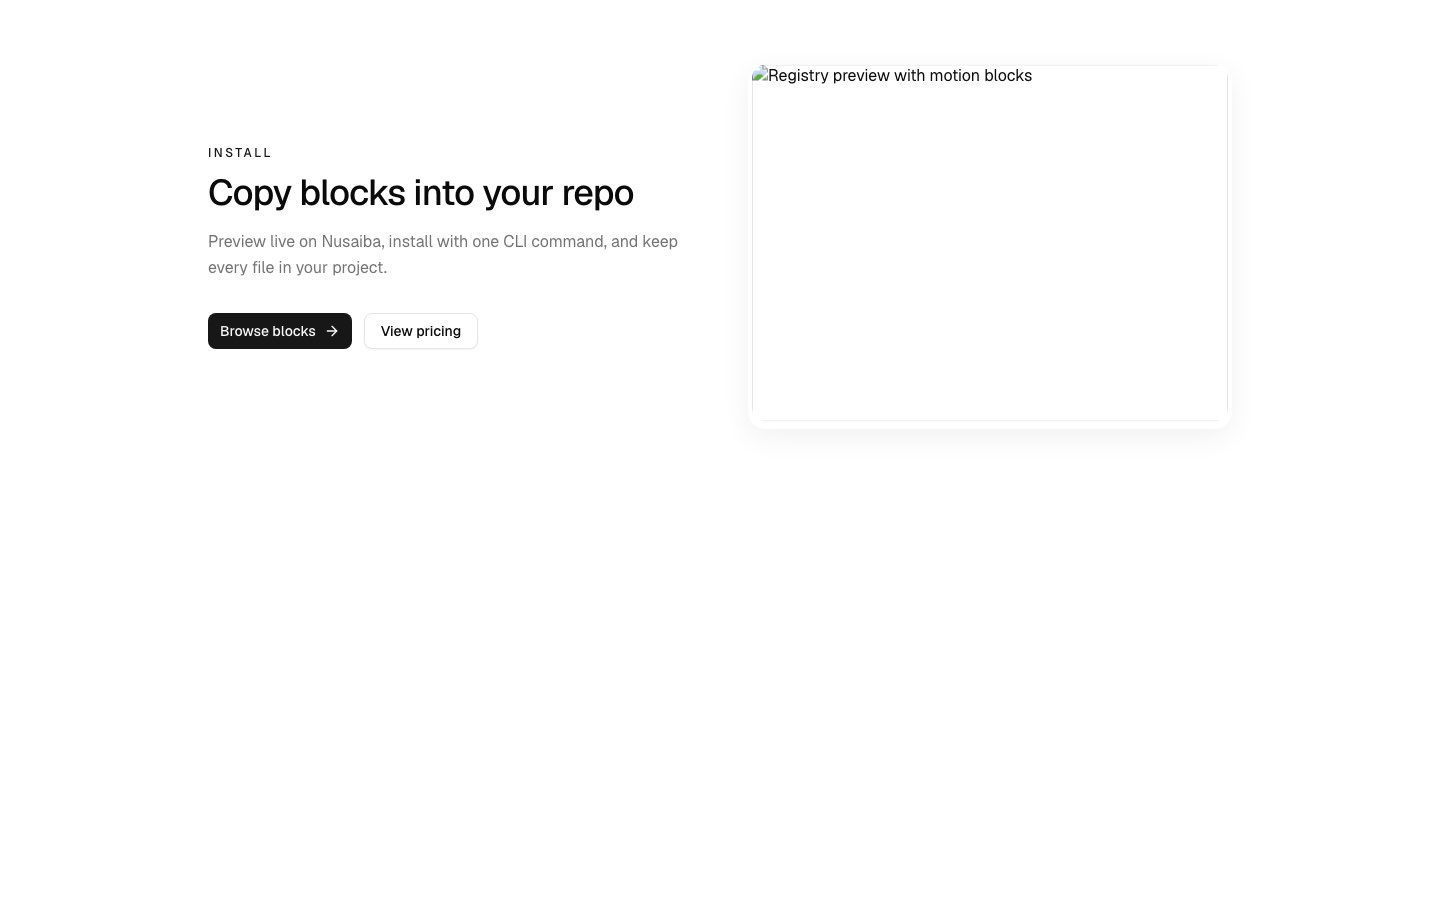 INSTALL
Copy blocks into your repo
Preview live on Nusaiba, install with one CLI command, and keep
every file in your project.
Browse blocks
View pricing
Registry preview with motion blocks